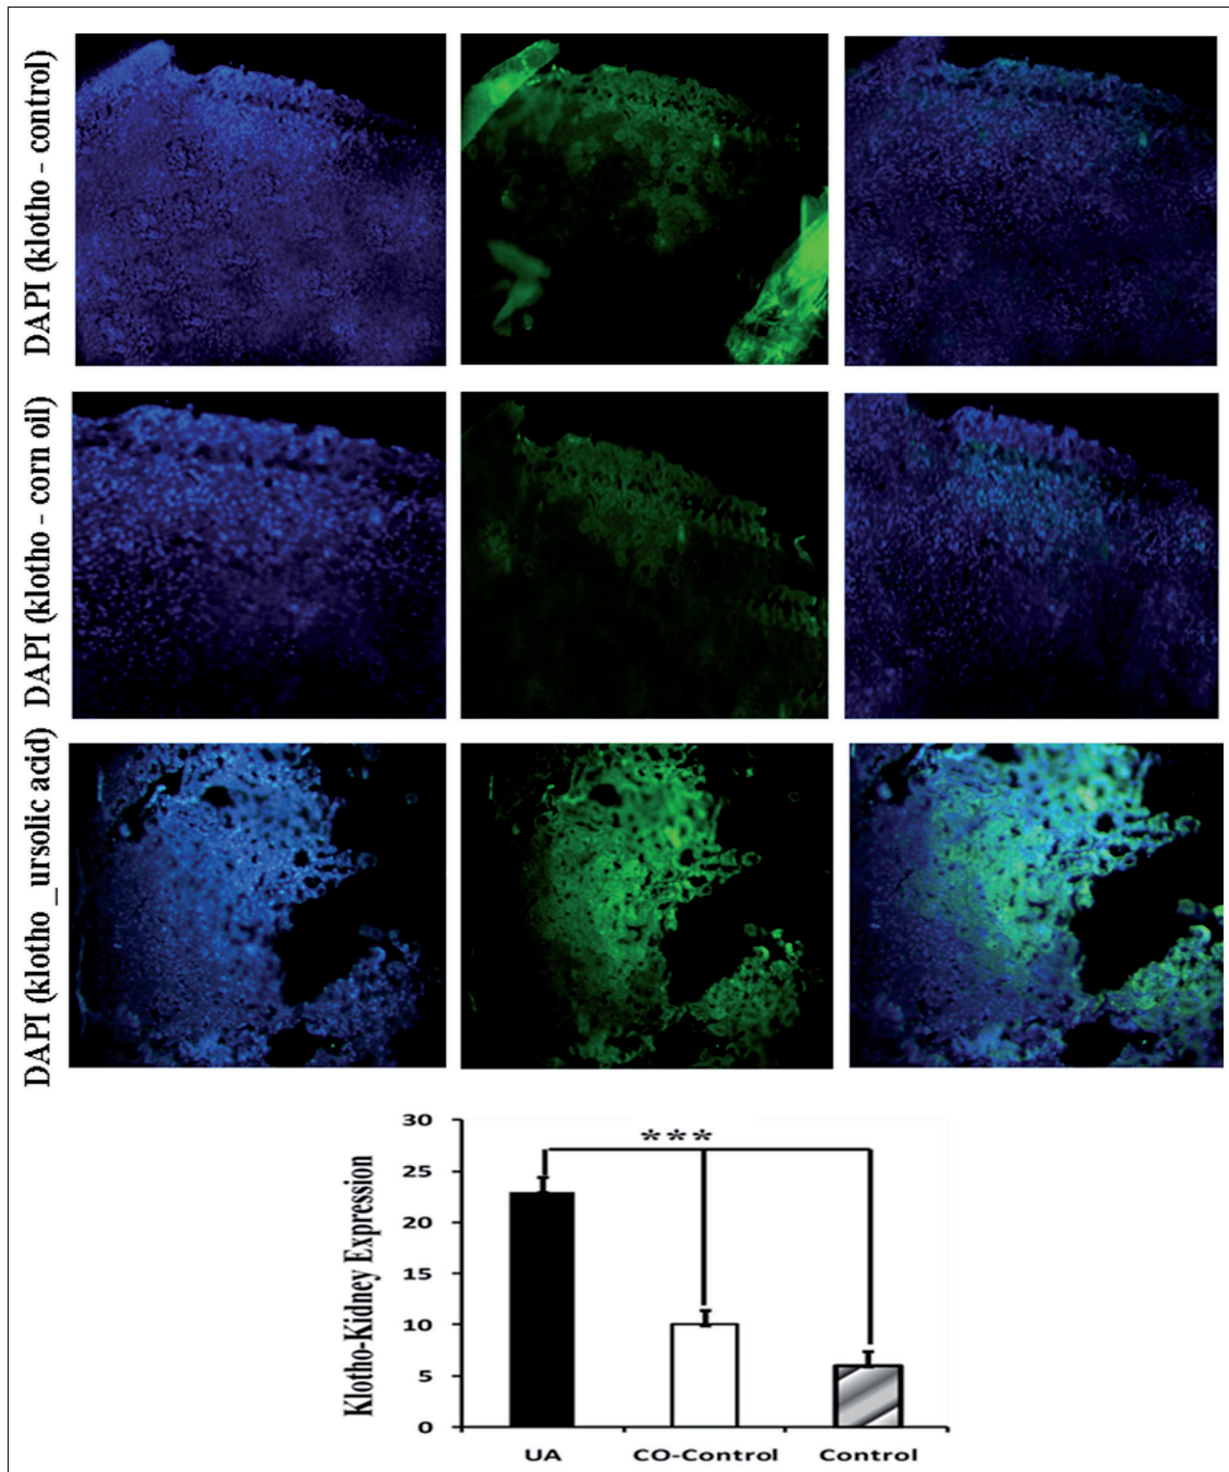 DAPI (klotho - control)
DAPI (klotho - corn oil)
DAPI (klotho _ursolic acid)
Klotho-Kidney Expression
30
25
20
15
10
5
0
***
UA CO-Control Control